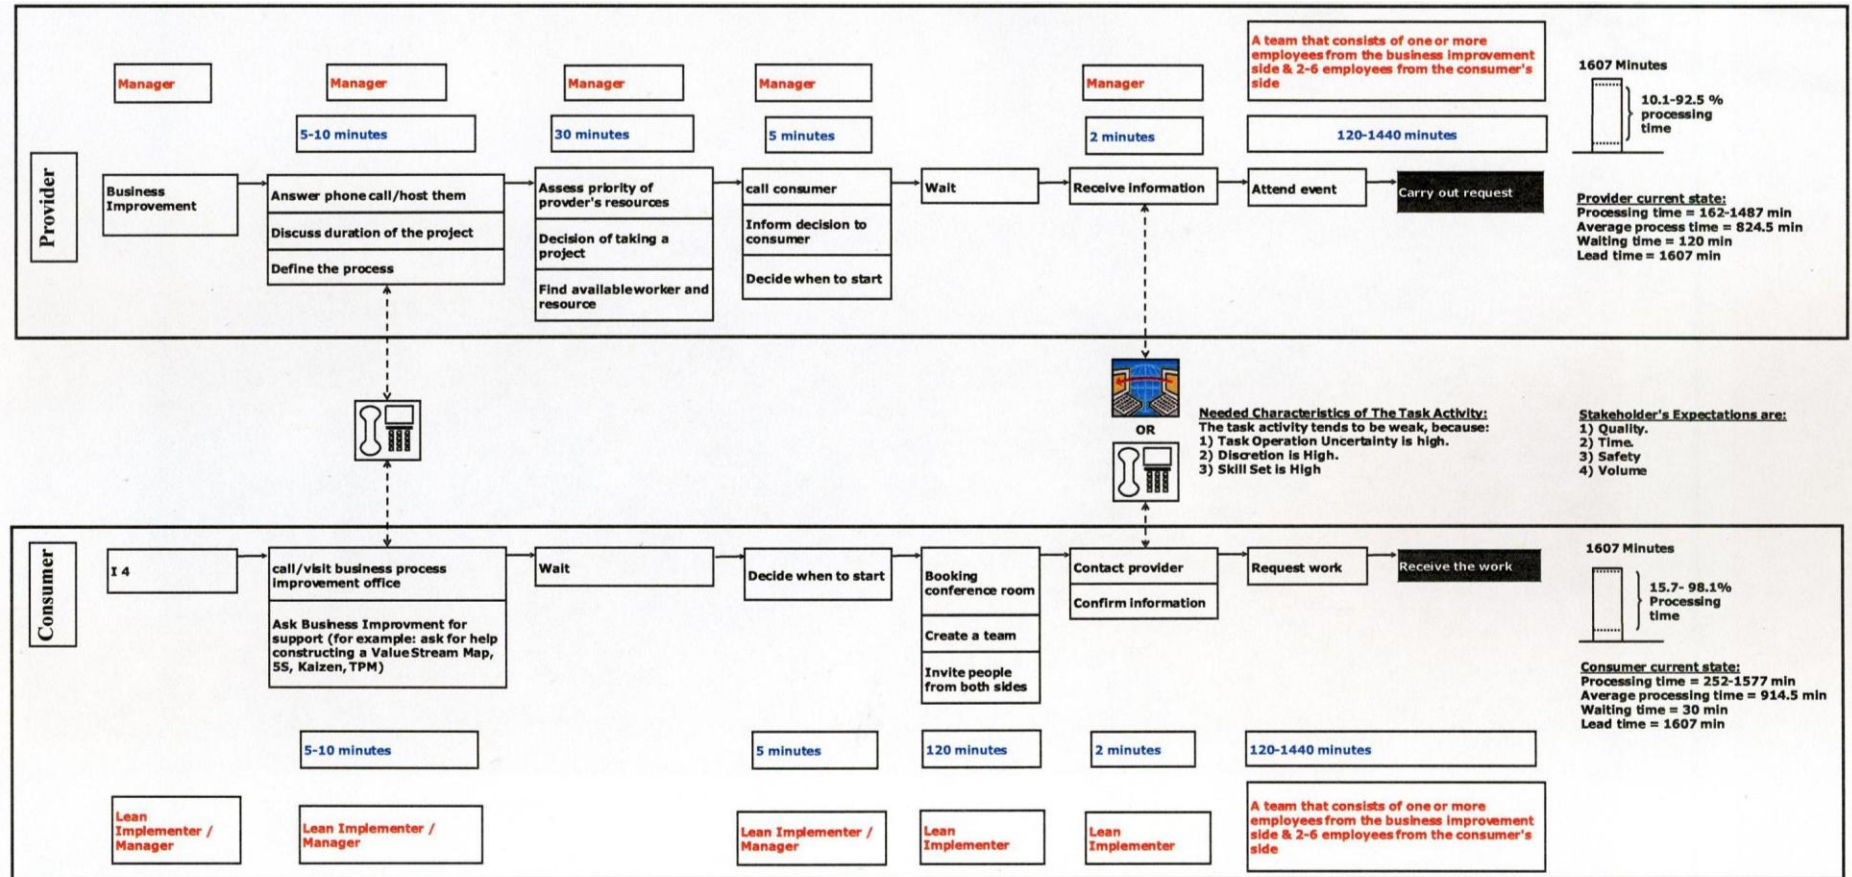 A team that consists of one or more
employees from the business improvement
side & 2-6 employees from the consumer's
side
1607 Minutes
Manager
Manager
Manager
Manager
Manager
10.1-92.5 %
processing
time
5-10 minutes
30 minutes
5 minutes
2 minutes
120-1440 minutes
Provider
Business
Improvement
Answer phone call/host them
Discuss duration of the project
Define the process
Assess priority of
provder's resources
Decision of taking a
project
Find available worker and
resource
call consumer
Inform decision to
consumer
Decide when to start
Wait
Receive information
Attend event
Carry out request
Provider current state:
Processing time = 162-1487 min
Average process time = 824.5 min
Waiting time = 120 min
Lead time = 1607 min
OR
Needed Characteristics of The Task Activity:
The task activity tends to be weak, because:
1) Task Operation Uncertainty is high.
2) Discretion is High.
3) Skill Set is High
Stakeholder's Expectations are:
1) Quality.
2) Time.
3) Safety
4) Volume
Consumer
I 4
call/visit business process
improvement office
Ask Business Improvment for
support (for example: ask for help
constructing a Value Stream Map,
5S, Kaizen, TPM)
Wait
Decide when to start
Booking
conference room
Create a team
Invite people
from both sides
Contact provider
Confirm information
Request work
Receive the work
1607 Minutes
15.7- 98.1%
Processing
time
Consumer current state:
Processing time = 252-1577 min
Average processing time = 914.5 min
Waiting time = 30 min
Lead time = 1607 min
5-10 minutes
5 minutes
120 minutes
2 minutes
120-1440 minutes
Lean
Implementer /
Manager
Lean Implementer /
Manager
Lean Implementer /
Manager
Lean
Implementer
Lean
Implementer
A team that consists of one or more
employees from the business improvement
side & 2-6 employees from the consumer's
side